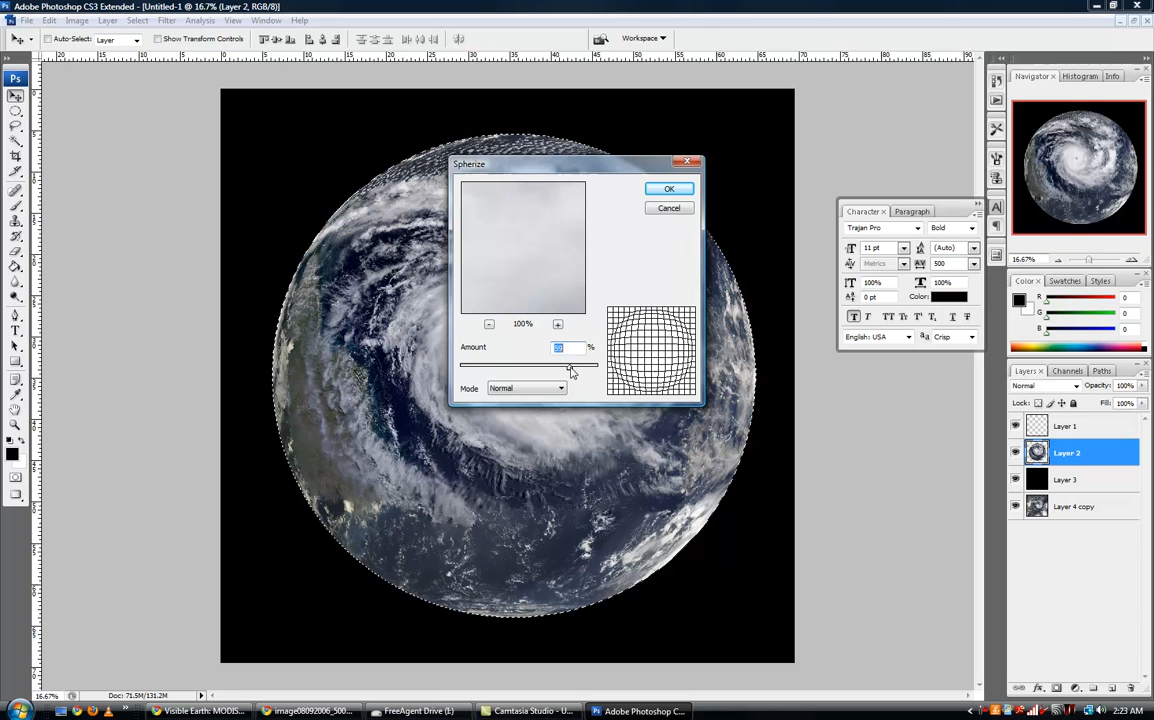 Adobe Photoshop CS3 Extended - [Untitled-1 @ 16.7% (Layer 2, RGB/8)]
File Edit Image Layer Select Filter Analysis View Window Help
Auto-Select: Layer Show Transform Controls Workspace
Ps
Navigator Histogram Info
16.67%
Spherize
OK
Cancel
100%
Amount %
Mode Normal
Character Paragraph
Trajan Pro Bold
11 pt (Auto)
Metrics 500
100% 100%
0 pt Color:
English: USA Crisp
Color Swatches Styles
R 0
G 0
B 0
Layers Channels Paths
Normal Opacity: 100%
Lock: Fill: 100%
Layer 1
Layer 2
Layer 3
Layer 4 copy
16.67% Doc: 71.5M/131.2M
Visible Earth: MODIS... image08092006_500... FreeAgent Drive (I:) Camtasia Studio - U... Adobe Photoshop C... 2:23 AM